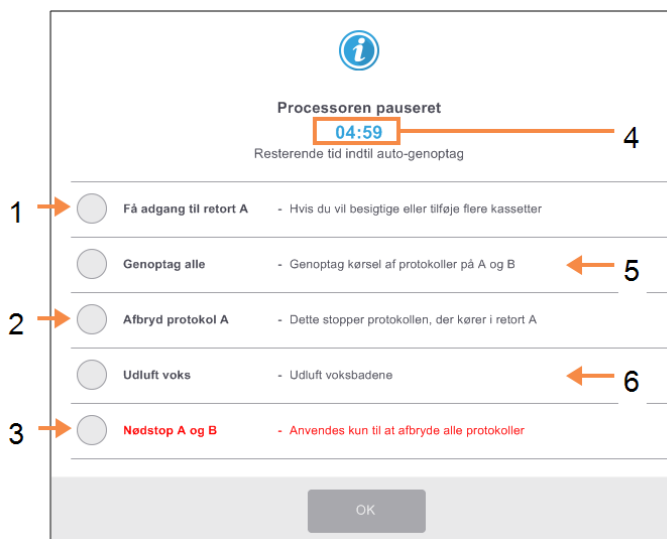 i
Processoren pauseret
04:59
4
Resterende tid indtil auto-genoptag
1
Få adgang til retort A - Hvis du vil besigtige eller tilføje flere kassetter
Genoptag alle - Genoptag kørsel af protokoller på A og B
5
2
Afbryd protokol A - Dette stopper protokollen, der kører i retort A
Udluft voks - Udluft voksbadene
6
3
Nødstop A og B - Anvendes kun til at afbryde alle protokoller
OK